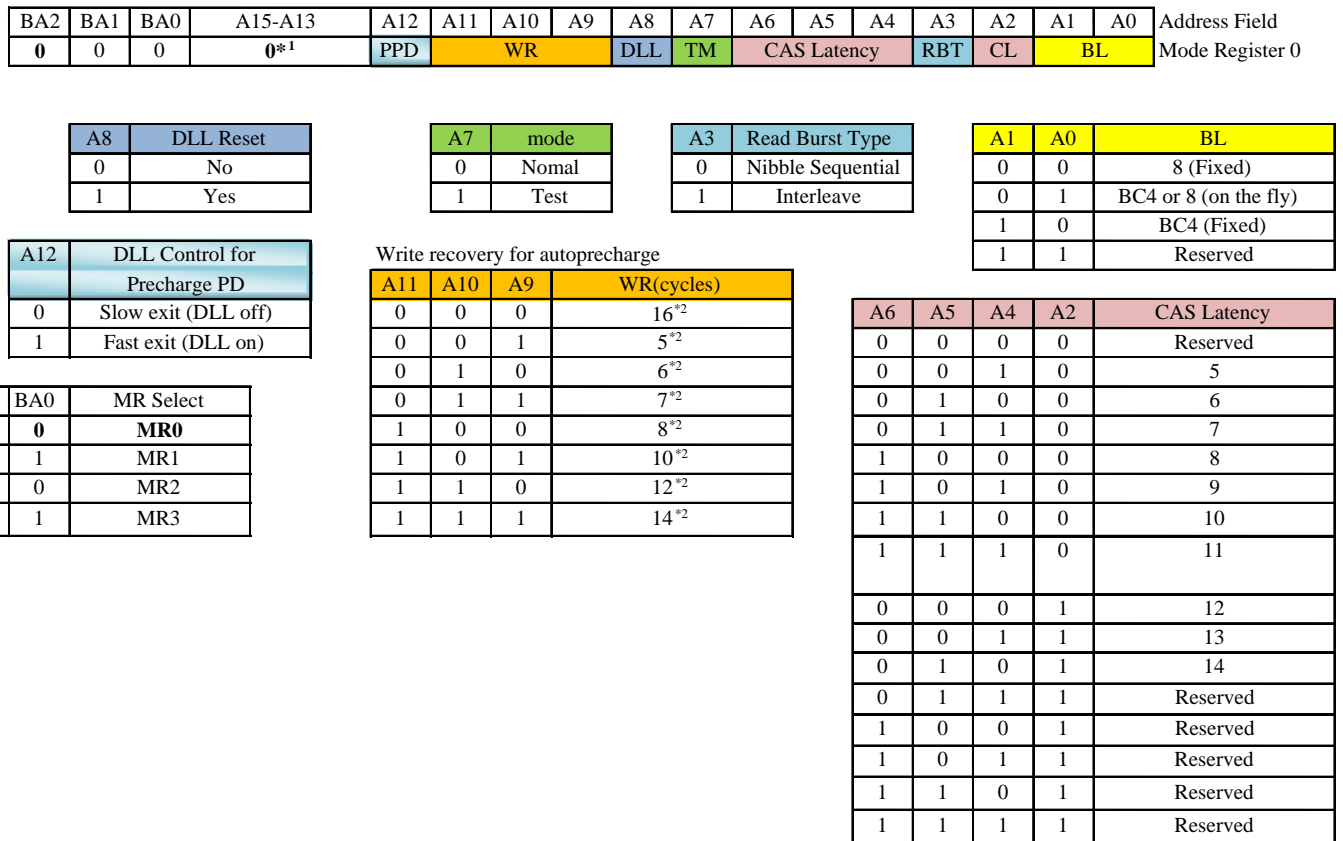 BA2 BA1 BA0 A15-A13 A12 A11 A10 A9 A8 A7 A6 A5 A4 A3 A2 A1 A0 Address Field
0 0 0 0*1 PPD WR DLL TM CAS Latency RBT CL BL Mode Register 0
A8 DLL Reset
0 No
1 Yes
A7 mode
0 Nomal
1 Test
A3 Read Burst Type
0 Nibble Sequential
1 Interleave
A1 A0 BL
0 0 8 (Fixed)
0 1 BC4 or 8 (on the fly)
1 0 BC4 (Fixed)
1 1 Reserved
A12 DLL Control for
Precharge PD
0 Slow exit (DLL off)
1 Fast exit (DLL on)
BA0 MR Select
0 MR0
1 MR1
0 MR2
1 MR3
Write recovery for autoprecharge
A11 A10 A9 WR(cycles)
0 0 0 16*2
0 0 1 5*2
0 1 0 6*2
0 1 1 7*2
1 0 0 8*2
1 0 1 10*2
1 1 0 12*2
1 1 1 14*2
A6 A5 A4 A2 CAS Latency
0 0 0 0 Reserved
0 0 1 0 5
0 1 0 0 6
0 1 1 0 7
1 0 0 0 8
1 0 1 0 9
1 1 0 0 10
1 1 1 0 11
0 0 0 1 12
0 0 1 1 13
0 1 0 1 14
0 1 1 1 Reserved
1 0 0 1 Reserved
1 0 1 1 Reserved
1 1 0 1 Reserved
1 1 1 1 Reserved